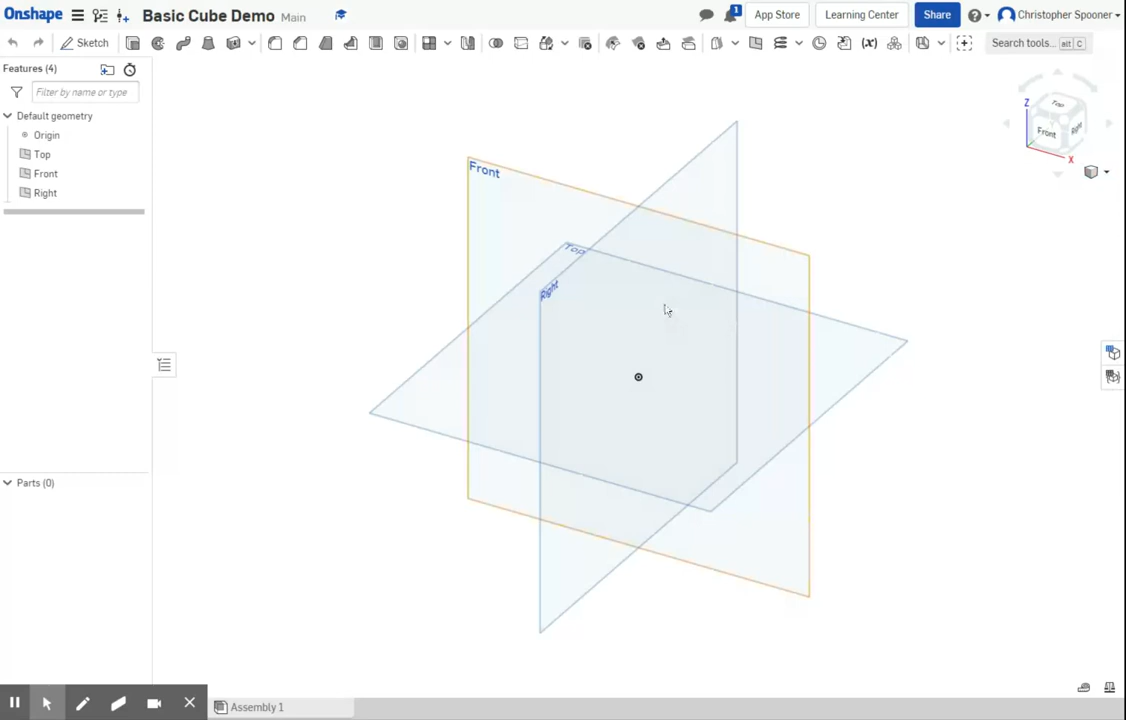 Onshape Basic Cube Demo Main 1 App Store Learning Center Share Christopher Spooner
Sketch Search tools... alt C
Features (4)
Filter by name or type
Default geometry
Origin
Top
Front
Right
Parts (0)
Front
Top
Right
Z
Top
Front
Right
X
Assembly 1